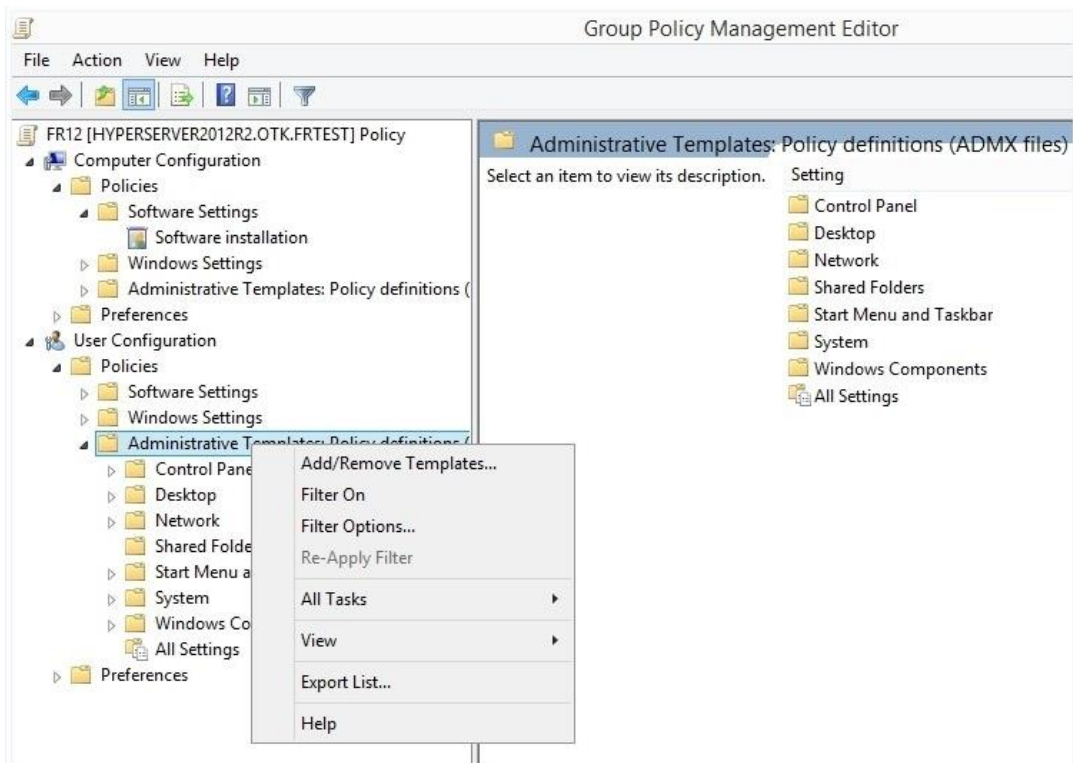 Group Policy Management Editor
File Action View Help
FR12 [HYPERSERVER2012R2.OTK.FRTEST] Policy
Computer Configuration
Policies
Software Settings
Software installation
Windows Settings
Administrative Templates: Policy definitions (
Preferences
User Configuration
Policies
Software Settings
Windows Settings
Administrative Templates: Policy definitions (
Control Pane
Desktop
Network
Shared Folde
Start Menu a
System
Windows Co
All Settings
Preferences
Add/Remove Templates...
Filter On
Filter Options...
Re-Apply Filter
All Tasks
View
Export List...
Help
Administrative Templates: Policy definitions (ADMX files)
Select an item to view its description.
Setting
Control Panel
Desktop
Network
Shared Folders
Start Menu and Taskbar
System
Windows Components
All Settings